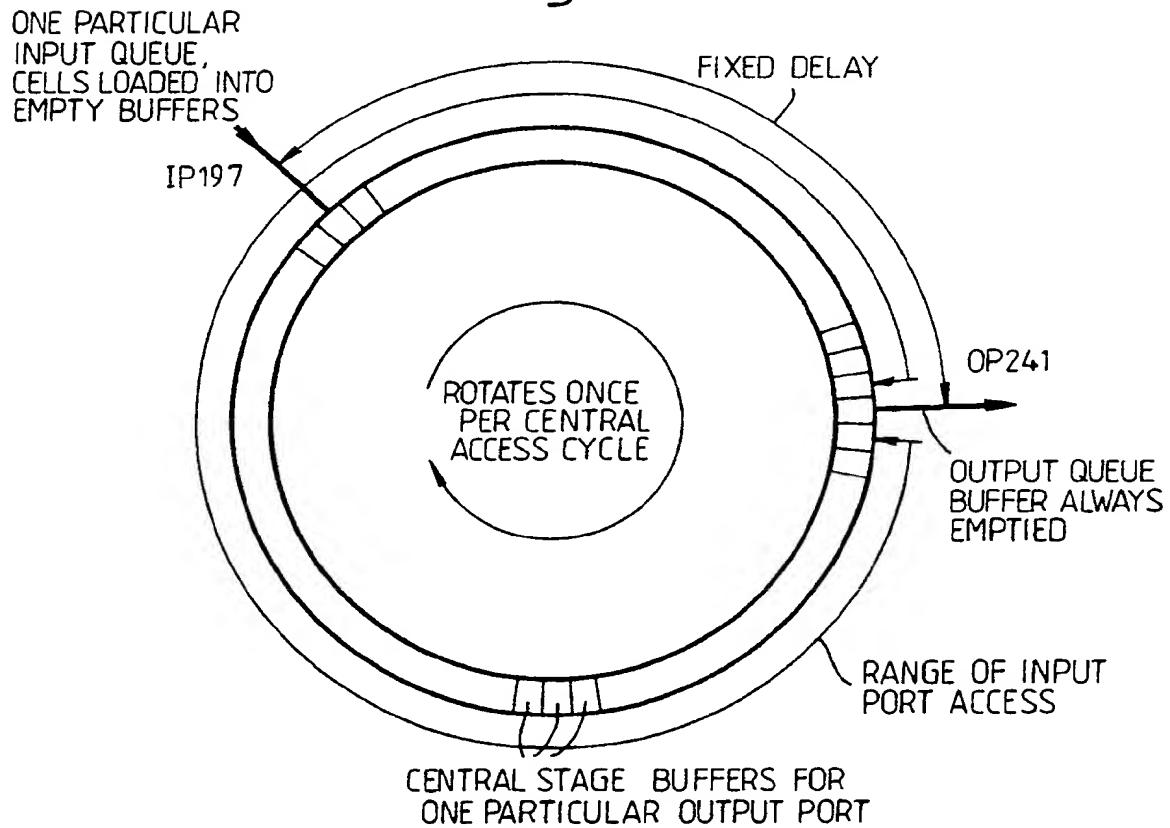 ONE PARTICULAR
INPUT QUEUE,
CELLS LOADED INTO
EMPTY BUFFERS
IP197
FIXED DELAY
OP241
ROTATES ONCE
PER CENTRAL
ACCESS CYCLE
OUTPUT QUEUE
BUFFER ALWAYS
EMPTIED
RANGE OF INPUT
PORT ACCESS
CENTRAL STAGE BUFFERS FOR
ONE PARTICULAR OUTPUT PORT